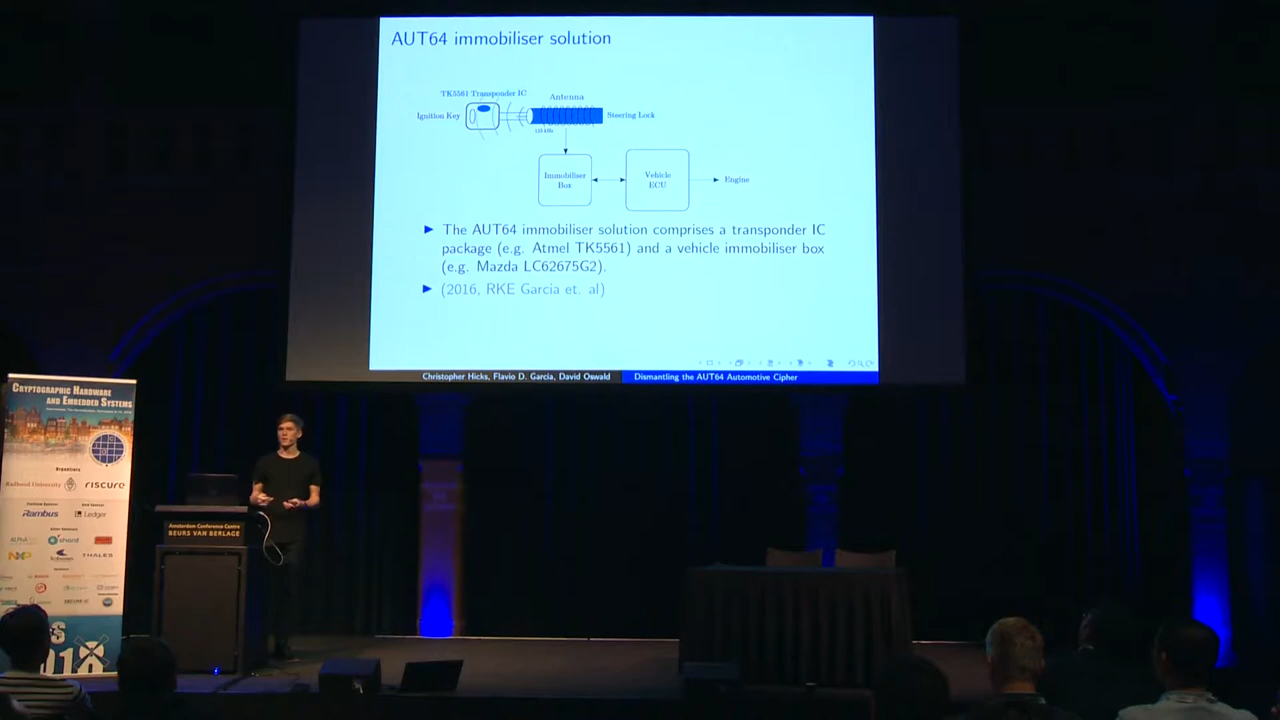 AUT64 immobiliser solution
TK5561 Transponder IC
Antenna
Ignition Key
Steering Lock
Immobiliser
Box
Vehicle
ECU
Engine
► The AUT64 immobiliser solution comprises a transponder IC
package (e.g. Atmel TK5561) and a vehicle immobiliser box
(e.g. Mazda LC62675G2).
► (2016, RKE Garcia et. al)
Christopher Hicks, Flavio D. Garcia, David Oswald
Dismantling the AUT64 Automotive Cipher
Cryptographic Hardware
and Embedded Systems
Organizers
Radboud University
riscure
Rambus
Ledger
NXP
THALES
Amsterdam Conference Centre
BEURS VAN BERLAGE